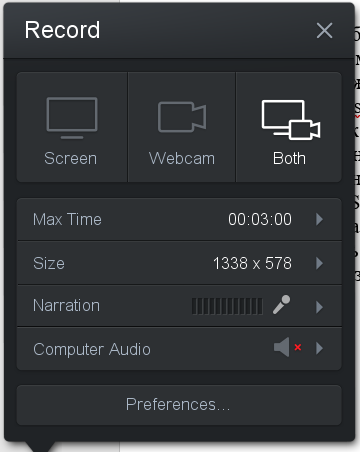 Record
Screen Webcam Both
Max Time 00:03:00
Size 1338 x 578
Narration
Computer Audio
Preferences...